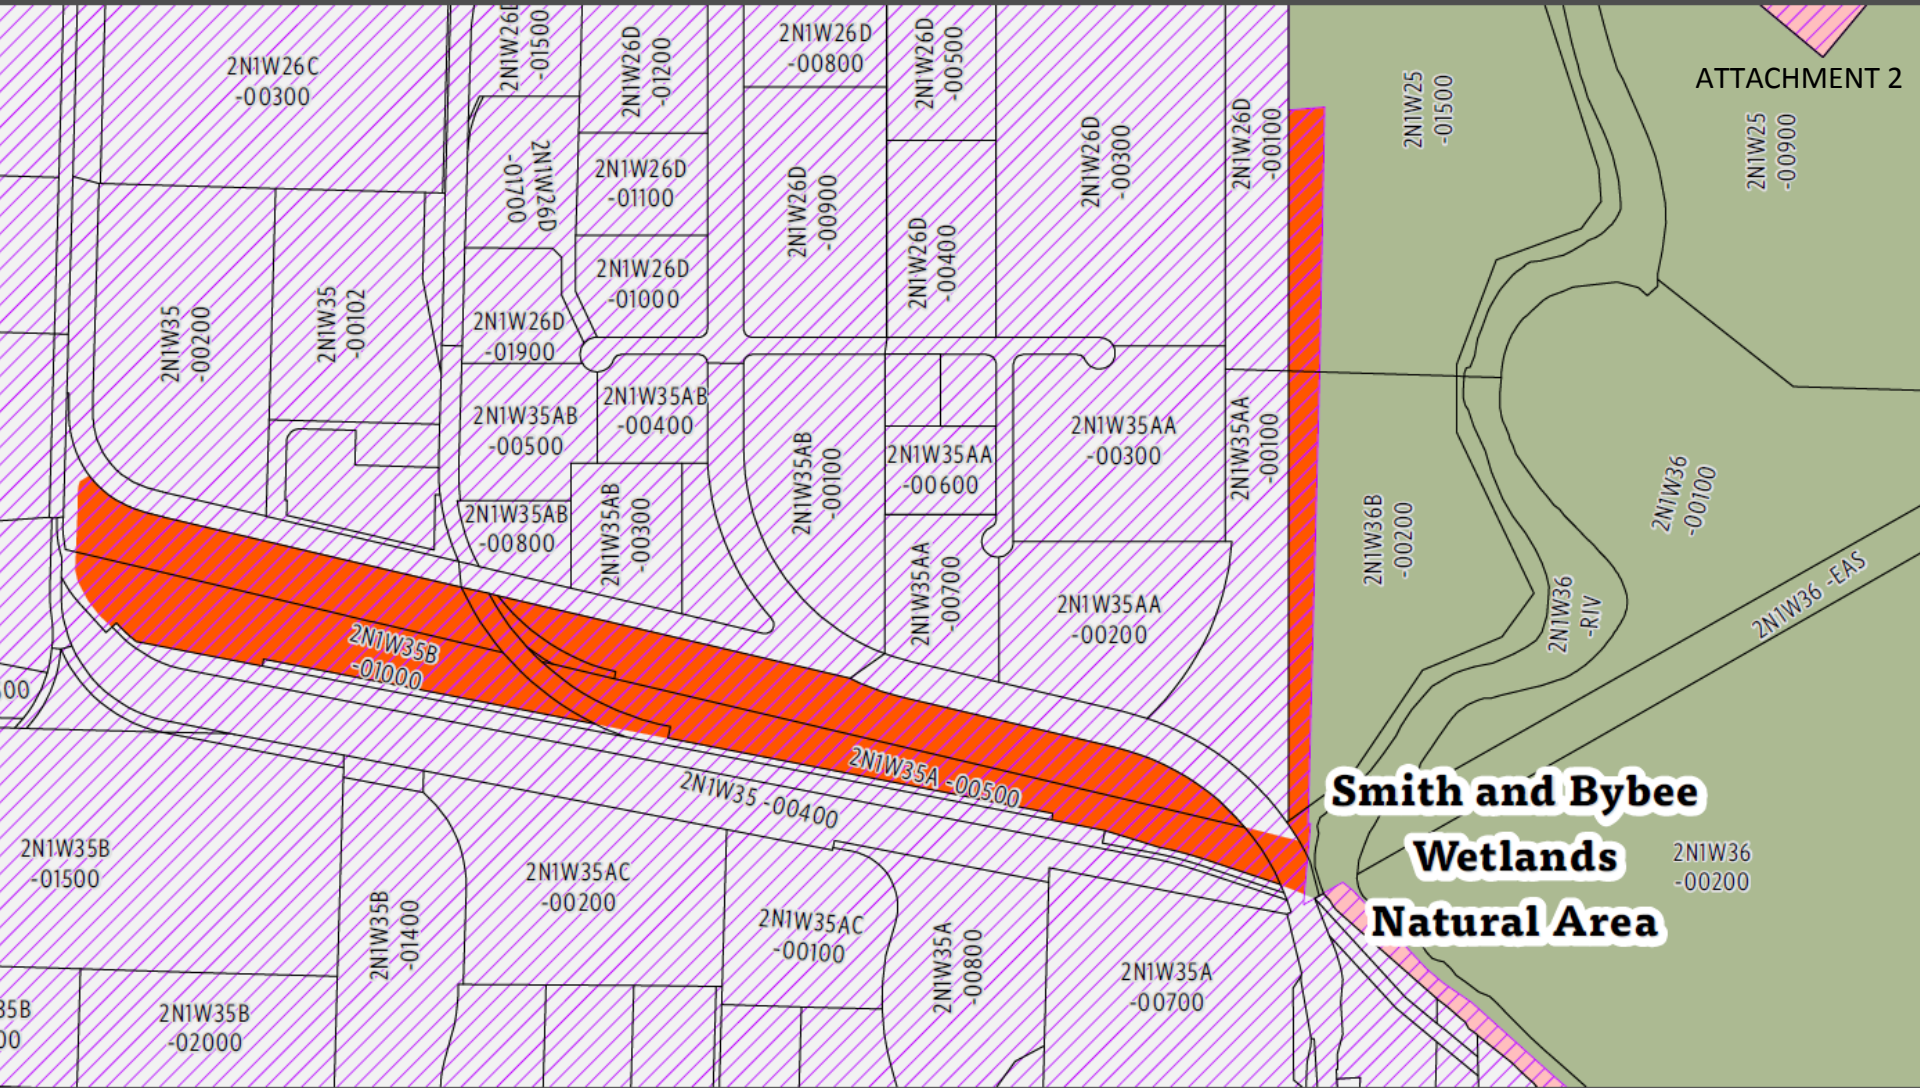 2N1W26C
-00300
2N1W26D
-01500
2N1W26D
-01200
2N1W26D
-00800
2N1W26D
-00500
ATTACHMENT 2
2N1W25
-01500
2N1W25
-00900
2N1W26D
-00100
2N1W26D
-00300
2N1W26D
-01700
2N1W26D
-01100
2N1W26D
-00900
2N1W26D
-00400
2N1W26D
-01000
2N1W35
-00200
2N1W35
-00102
2N1W26D
-01900
2N1W35AB
-00400
2N1W35AB
-00500
2N1W35AB
-00100
2N1W35AA
-00600
2N1W35AA
-00300
2N1W35AA
-00100
2N1W35AB
-00800
2N1W35AB
-00300
2N1W35AA
-00700
2N1W35AA
-00200
2N1W36B
-00200
2N1W36
-00100
2N1W36
-RIV
2N1W36 -EAS
2N1W35B
-01000
00
2N1W35A -00500
2N1W35 -00400
Smith and Bybee
Wetlands
Natural Area
2N1W36
-00200
2N1W35B
-01500
2N1W35B
-01400
2N1W35AC
-00200
2N1W35AC
-00100
2N1W35A
-00800
2N1W35A
-00700
35B
00
2N1W35B
-02000